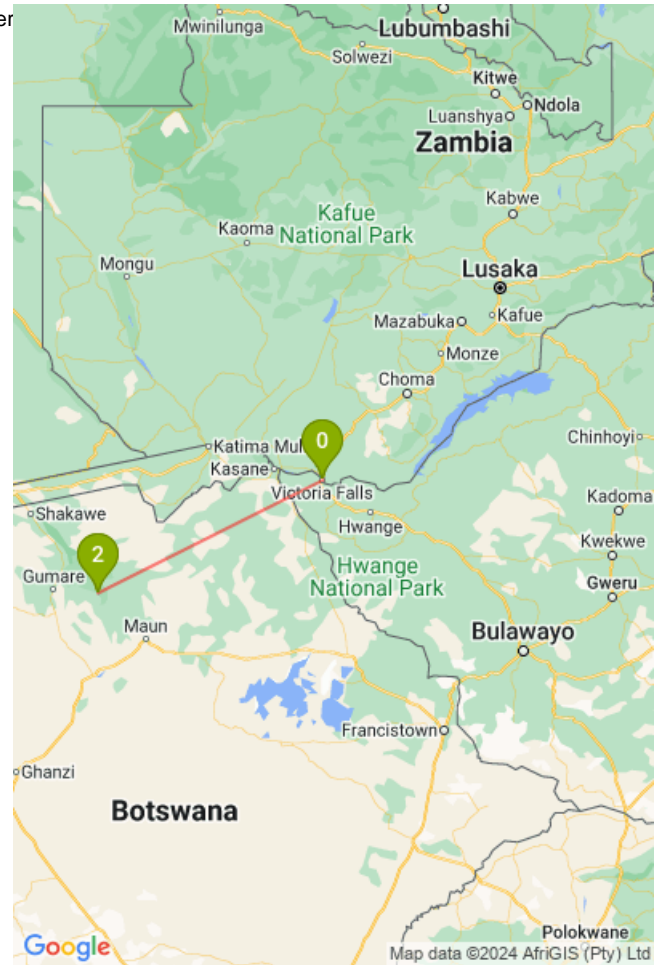 er
Mwinilunga
Lubumbashi
Solwezi
Kitwe
Ndola
Luanshya
Zambia
Kabwe
Kafue
National Park
Kaoma
Mongu
Lusaka
Kafue
Mazabuka
Monze
Choma
0
Katima Mul
Kasane
Chinhoyi
Victoria Falls
Hwange
Kadoma
Shakawe
Kwekwe
2
Hwange
National Park
Gumare
Gweru
Maun
Bulawayo
Francistown
Ghanzi
Botswana
Polokwane
Google
Map data ©2024 AfriGIS (Pty) Ltd